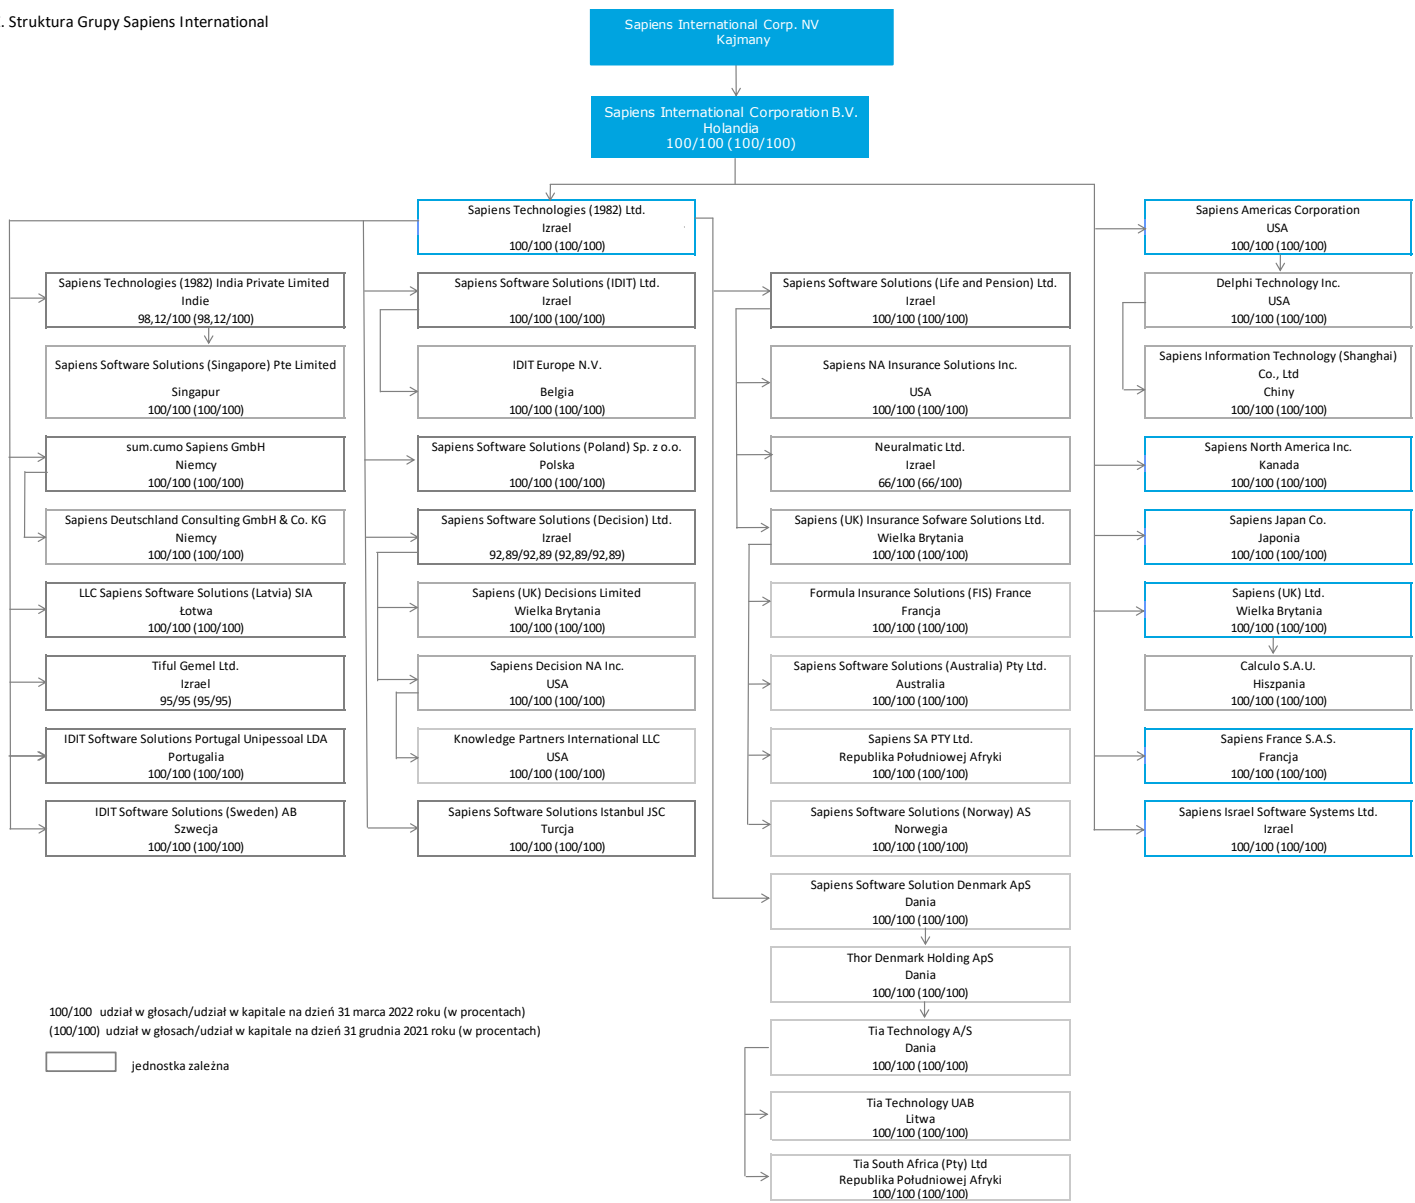 . Struktura Grupy Sapiens International
Sapiens International Corp. NV
Kajmany
Sapiens International Corporation B.V.
Holandia
100/100 (100/100)
Sapiens Technologies (1982) Ltd.
Izrael
100/100 (100/100)
Sapiens Americas Corporation
USA
100/100 (100/100)
Sapiens Technologies (1982) India Private Limited
Indie
98,12/100 (98,12/100)
Sapiens Software Solutions (IDIT) Ltd.
Izrael
100/100 (100/100)
Sapiens Software Solutions (Life and Pension) Ltd.
Izrael
100/100 (100/100)
Delphi Technology Inc.
USA
100/100 (100/100)
Sapiens Software Solutions (Singapore) Pte Limited
Singapur
100/100 (100/100)
IDIT Europe N.V.
Belgia
100/100 (100/100)
Sapiens NA Insurance Solutions Inc.
USA
100/100 (100/100)
Sapiens Information Technology (Shanghai)
Co., Ltd
Chiny
100/100 (100/100)
sum.cumo Sapiens GmbH
Niemcy
100/100 (100/100)
Sapiens Software Solutions (Poland) Sp. z o.o.
Polska
100/100 (100/100)
Neuralmatic Ltd.
Izrael
66/100 (66/100)
Sapiens North America Inc.
Kanada
100/100 (100/100)
Sapiens Deutschland Consulting GmbH & Co. KG
Niemcy
100/100 (100/100)
Sapiens Software Solutions (Decision) Ltd.
Izrael
92,89/92,89 (92,89/92,89)
Sapiens (UK) Insurance Sofware Solutions Ltd.
Wielka Brytania
100/100 (100/100)
Sapiens Japan Co.
Japonia
100/100 (100/100)
LLC Sapiens Software Solutions (Latvia) SIA
Łotwa
100/100 (100/100)
Sapiens (UK) Decisions Limited
Wielka Brytania
100/100 (100/100)
Formula Insurance Solutions (FIS) France
Francja
100/100 (100/100)
Sapiens (UK) Ltd.
Wielka Brytania
100/100 (100/100)
Tiful Gemel Ltd.
Izrael
95/95 (95/95)
Sapiens Decision NA Inc.
USA
100/100 (100/100)
Sapiens Software Solutions (Australia) Pty Ltd.
Australia
100/100 (100/100)
Calculo S.A.U.
Hiszpania
100/100 (100/100)
IDIT Software Solutions Portugal Unipessoal LDA
Portugalia
100/100 (100/100)
Knowledge Partners International LLC
USA
100/100 (100/100)
Sapiens SA PTY Ltd.
Republika Południowej Afryki
100/100 (100/100)
Sapiens France S.A.S.
Francja
100/100 (100/100)
IDIT Software Solutions (Sweden) AB
Szwecja
100/100 (100/100)
Sapiens Software Solutions Istanbul JSC
Turcja
100/100 (100/100)
Sapiens Software Solutions (Norway) AS
Norwegia
100/100 (100/100)
Sapiens Israel Software Systems Ltd.
Izrael
100/100 (100/100)
Sapiens Software Solution Denmark ApS
Dania
100/100 (100/100)
Thor Denmark Holding ApS
Dania
100/100 (100/100)
Tia Technology A/S
Dania
100/100 (100/100)
Tia Technology UAB
Litwa
100/100 (100/100)
Tia South Africa (Pty) Ltd
Republika Południowej Afryki
100/100 (100/100)
100/100 udział w głosach/udział w kapitale na dzień 31 marca 2022 roku (w procentach)
(100/100) udział w głosach/udział w kapitale na dzień 31 grudnia 2021 roku (w procentach)
jednostka zależna